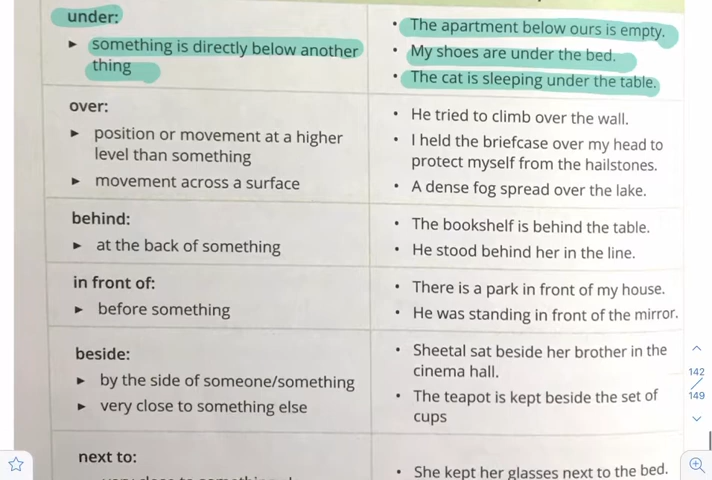 under:
► something is directly below another
thing
• The apartment below ours is empty.
• My shoes are under the bed.
• The cat is sleeping under the table.
over:
► position or movement at a higher
level than something
► movement across a surface
• He tried to climb over the wall.
• I held the briefcase over my head to
protect myself from the hailstones.
• A dense fog spread over the lake.
behind:
► at the back of something
• The bookshelf is behind the table.
• He stood behind her in the line.
in front of:
► before something
• There is a park in front of my house.
• He was standing in front of the mirror.
beside:
► by the side of someone/something
► very close to something else
• Sheetal sat beside her brother in the
cinema hall.
• The teapot is kept beside the set of
cups
next to:
• She kept her glasses next to the bed.
142
/
149